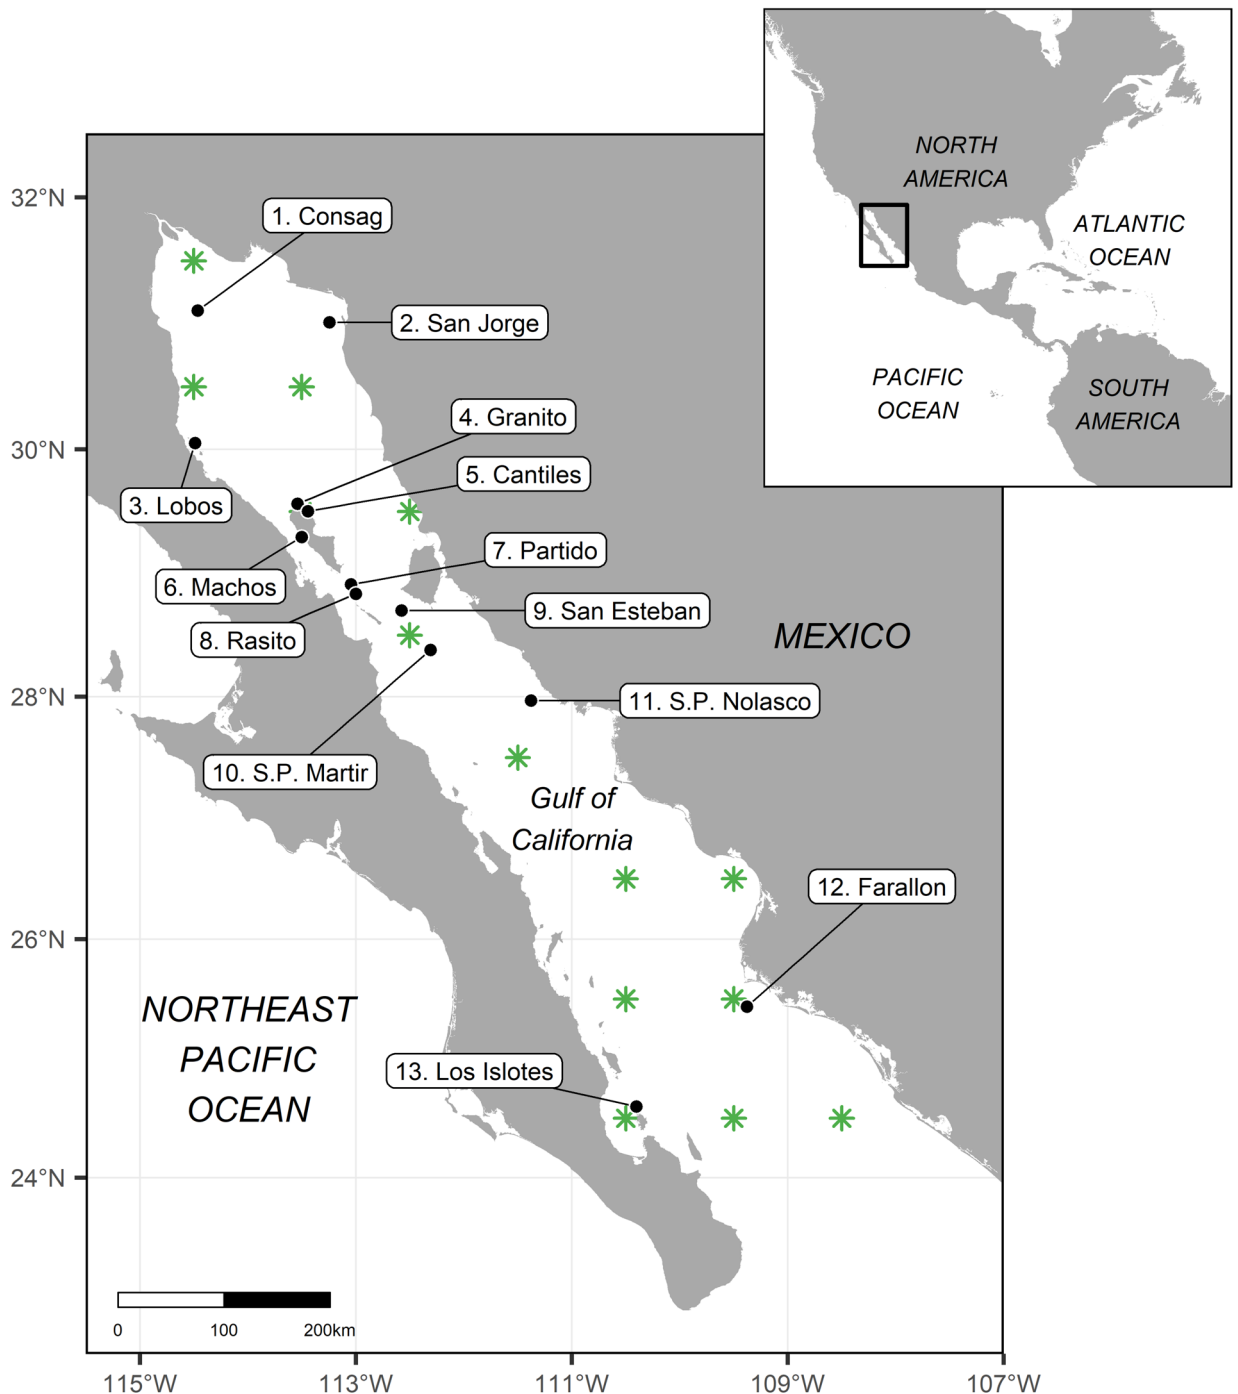 NORTH
AMERICA
ATLANTIC
OCEAN
PACIFIC
OCEAN
SOUTH
AMERICA
32°N
30°N
28°N
26°N
24°N
1. Consag
2. San Jorge
4. Granito
5. Cantiles
3. Lobos
7. Partido
6. Machos
9. San Esteban
8. Rasito
MEXICO
11. S.P. Nolasco
10. S.P. Martir
Gulf of
California
12. Farallon
NORTHEAST
PACIFIC
OCEAN
13. Los Islotes
0 100 200km
115°W 113°W 111°W 109°W 107°W